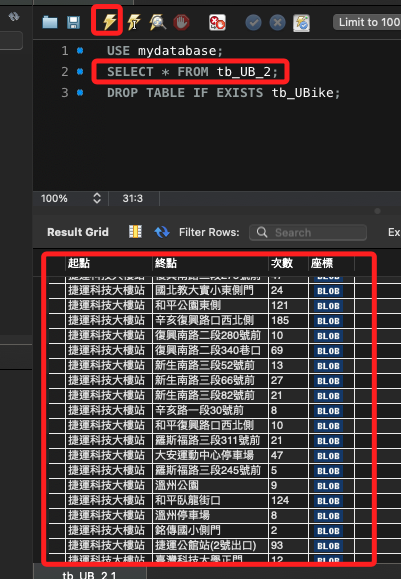 Limit to 100
1 USE mydatabase;
2 SELECT * FROM tb_UB_2;
3 DROP TABLE IF EXISTS tb_UBike;
100% 31:3
Result Grid Filter Rows: Search Ex
起點 終點 次數 座標
捷運科技大樓站 BLOB
捷運科技大樓站 國北教大實小東側門 24 BLOB
捷運科技大樓站 和平公園東側 121 BLOB
捷運科技大樓站 辛亥復興路口西北側 185 BLOB
捷運科技大樓站 復興南路二段280號前 10 BLOB
捷運科技大樓站 復興南路二段340巷口 69 BLOB
捷運科技大樓站 新生南路三段52號前 13 BLOB
捷運科技大樓站 新生南路三段66號前 27 BLOB
捷運科技大樓站 新生南路三段82號前 21 BLOB
捷運科技大樓站 辛亥路一段30號前 8 BLOB
捷運科技大樓站 和平復興路口西北側 10 BLOB
捷運科技大樓站 羅斯福路三段311號前 21 BLOB
捷運科技大樓站 大安運動中心停車場 47 BLOB
捷運科技大樓站 羅斯福路三段245號前 5 BLOB
捷運科技大樓站 溫州公園 9 BLOB
捷運科技大樓站 和平臥龍街口 124 BLOB
捷運科技大樓站 溫州停車場 8 BLOB
捷運科技大樓站 銘傳國小側門 2 BLOB
捷運科技大樓站 捷運公館站(2號出口) 93 BLOB
捷運科技大樓站 臺灣科技大學正門 12 BLOB
tb_UB_2 1